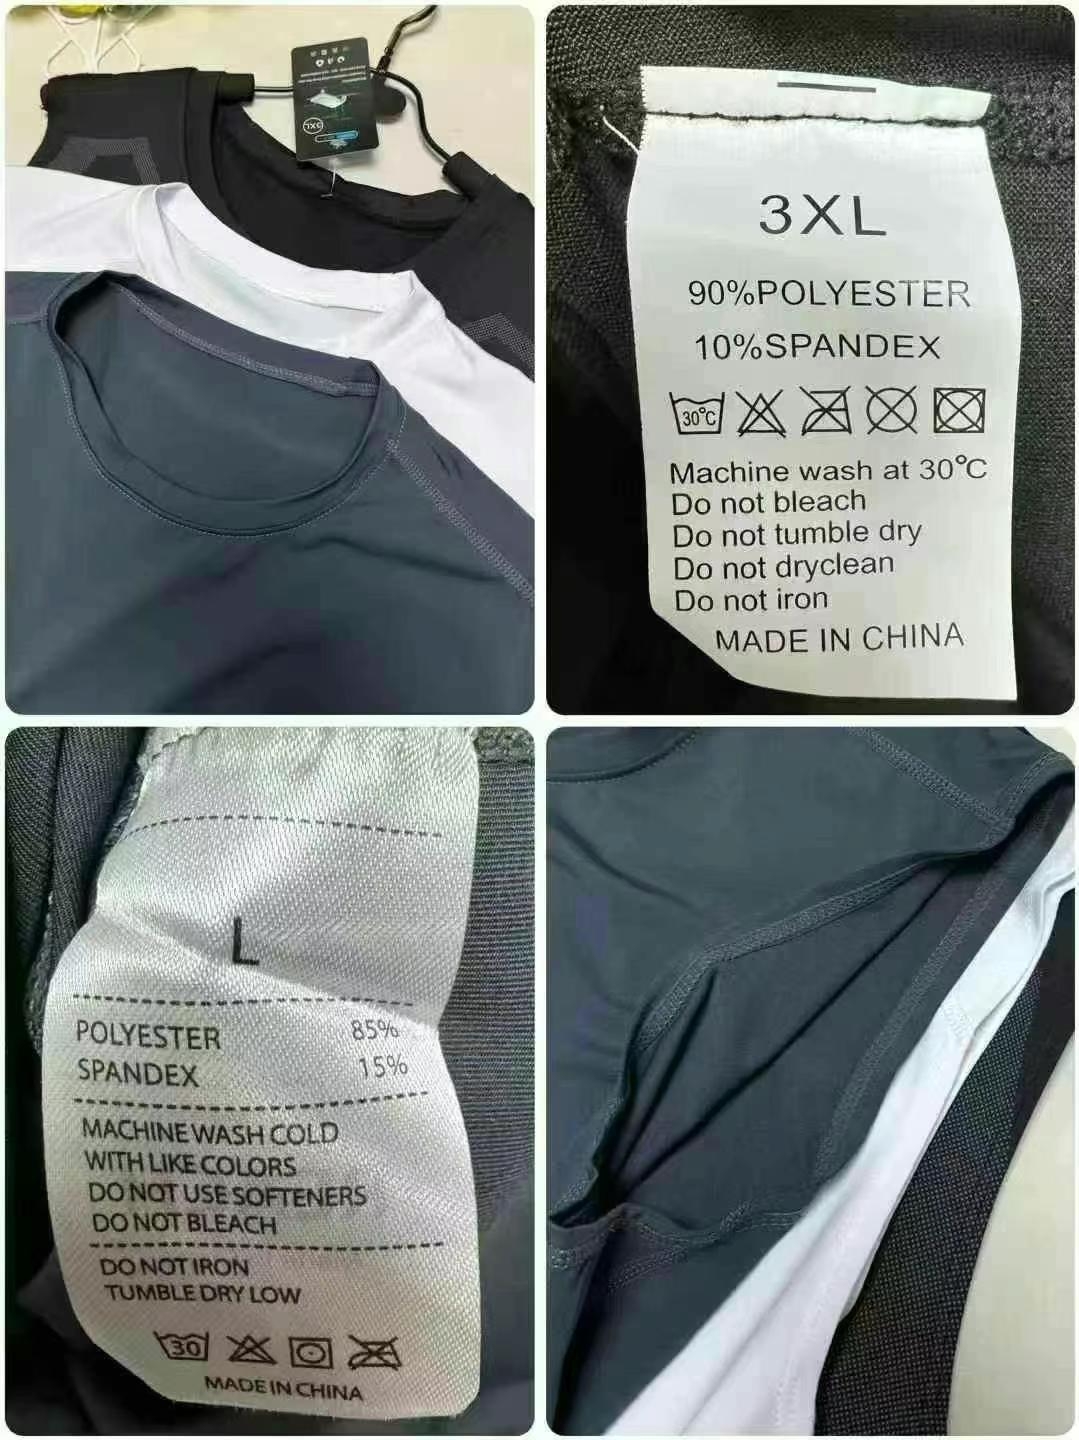 3XL
3XL
90%POLYESTER
10%SPANDEX
30°C
Machine wash at 30°C
Do not bleach
Do not tumble dry
Do not dryclean
Do not iron
MADE IN CHINA
L
POLYESTER 85%
SPANDEX 15%
MACHINE WASH COLD
WITH LIKE COLORS
DO NOT USE SOFTENERS
DO NOT BLEACH
DO NOT IRON
TUMBLE DRY LOW
30
MADE IN CHINA